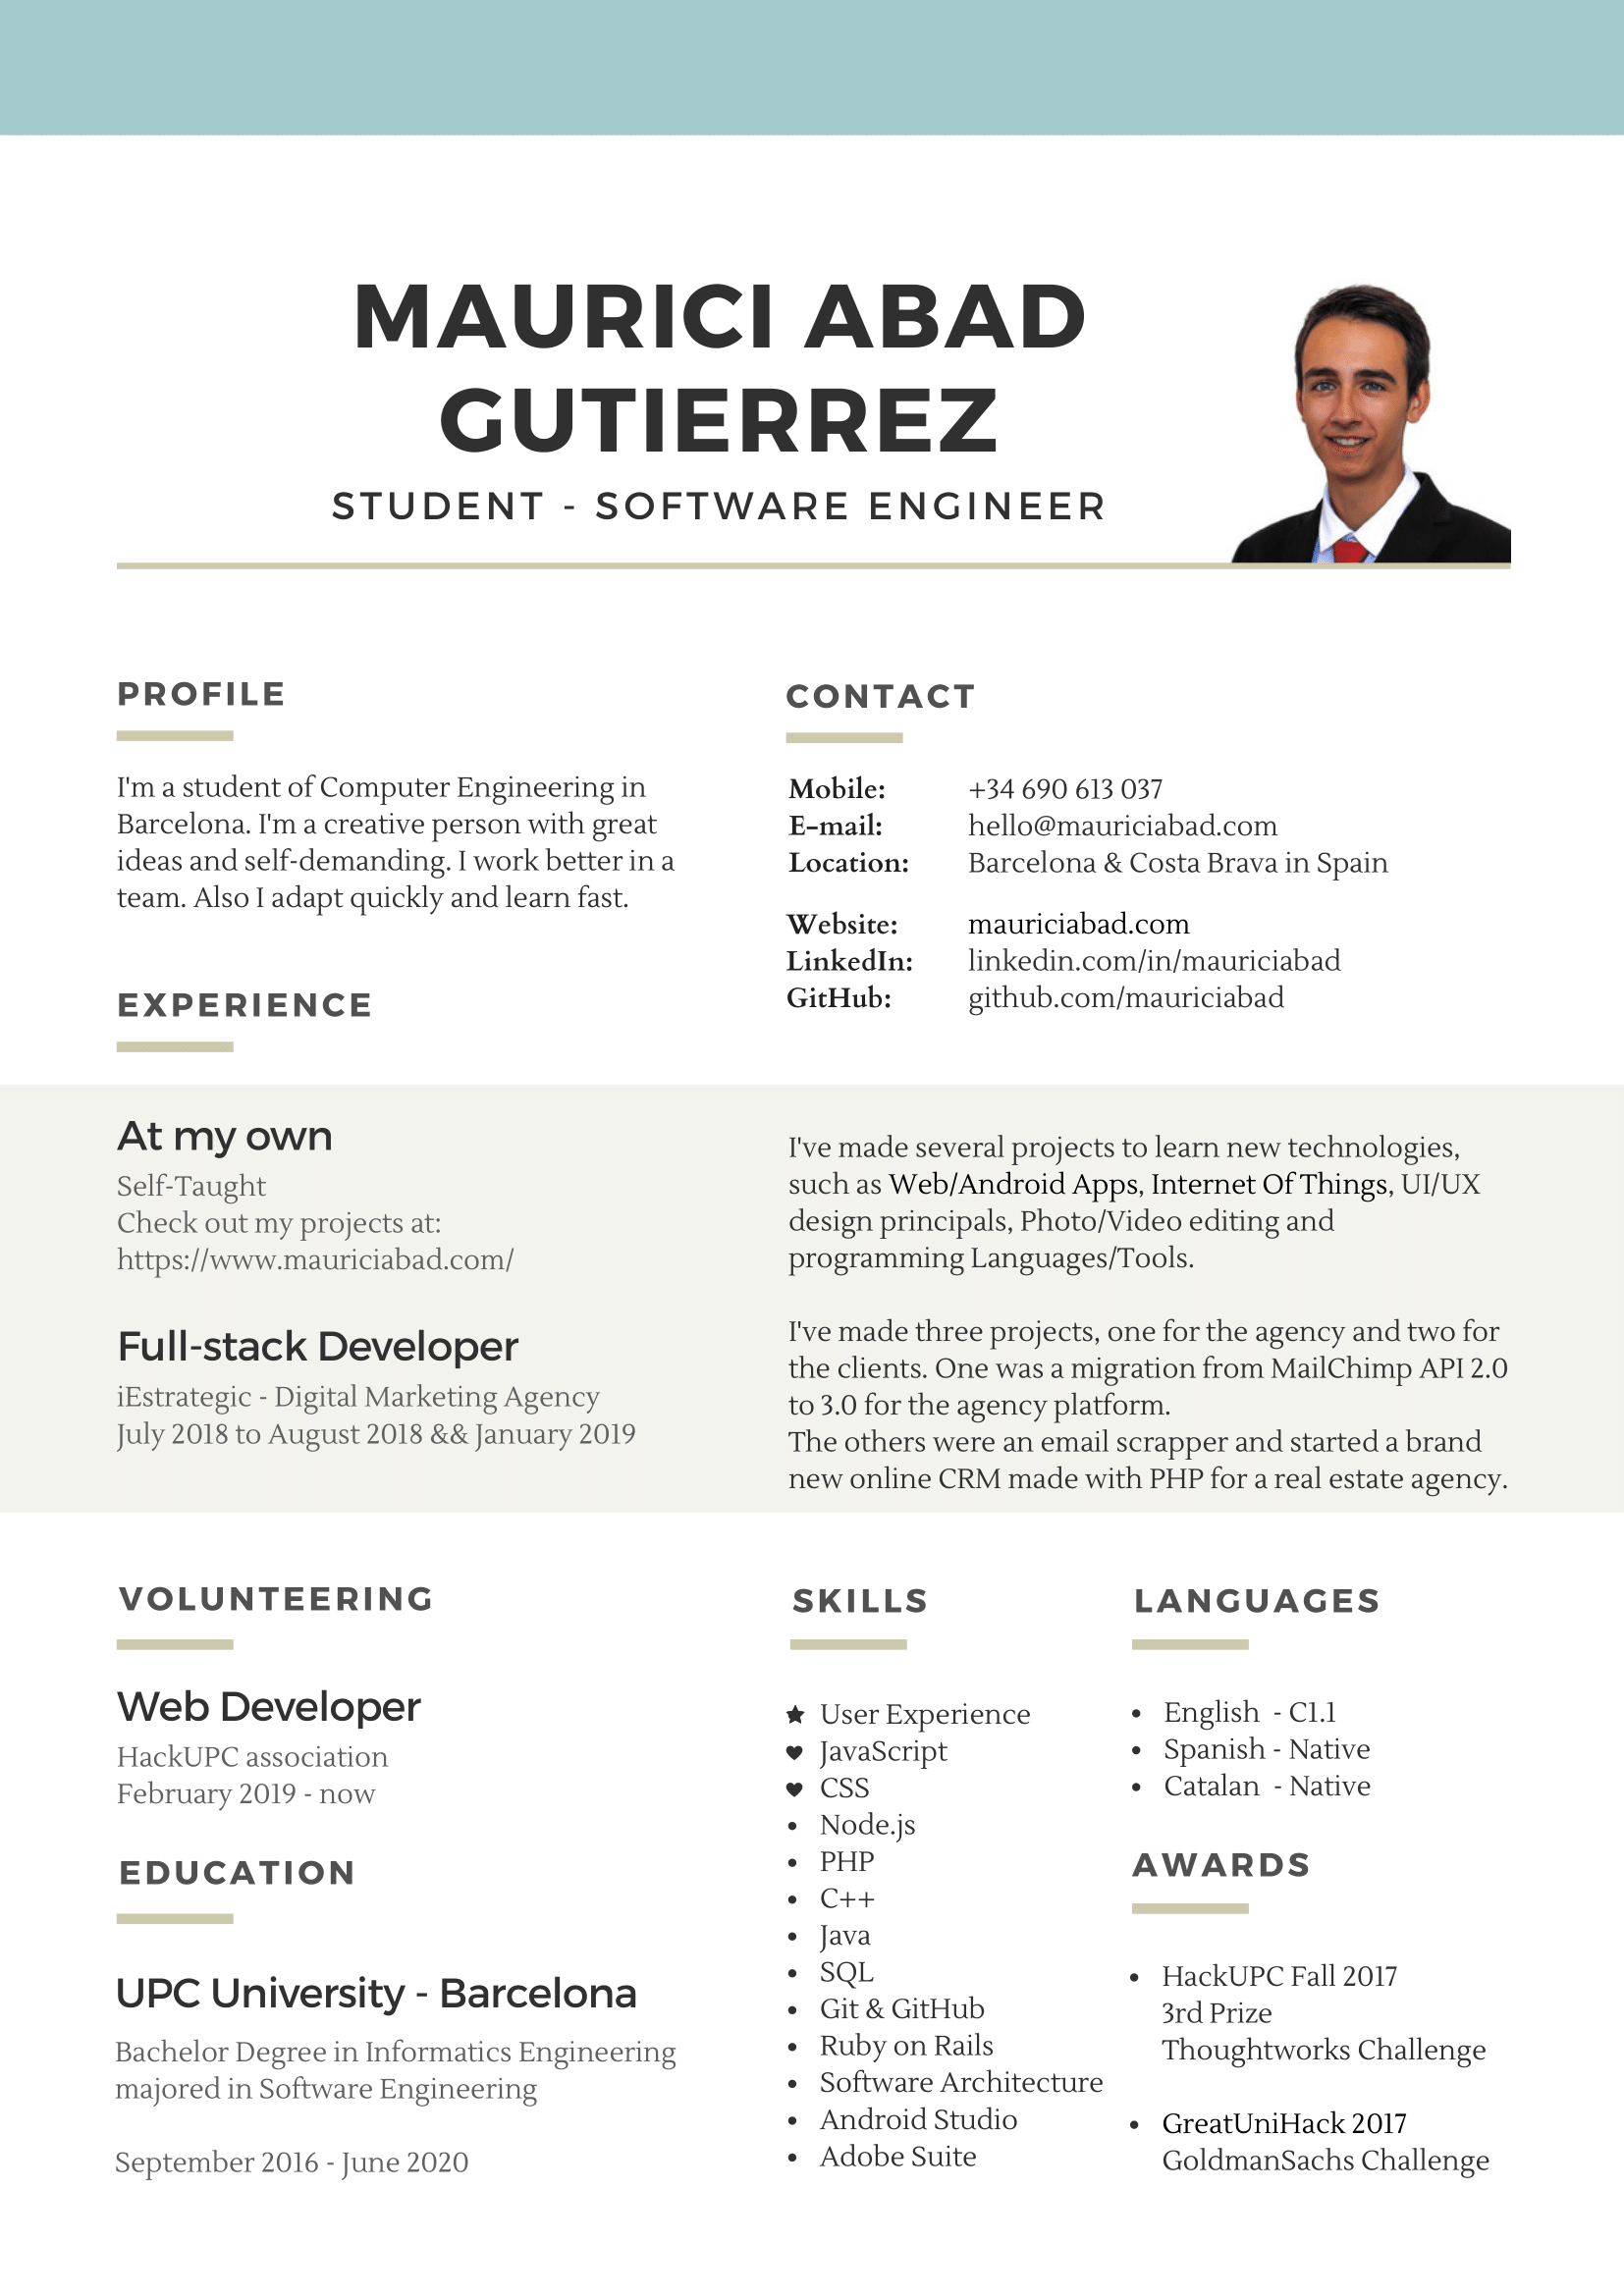 MAURICI ABAD
GUTIERREZ
STUDENT - SOFTWARE ENGINEER
PROFILE
I'm a student of Computer Engineering in
Barcelona. I'm a creative person with great
ideas and self-demanding. I work better in a
team. Also I adapt quickly and learn fast.
CONTACT
Mobile: +34 690 613 037
E-mail: hello@mauriciabad.com
Location: Barcelona & Costa Brava in Spain
Website: mauriciabad.com
LinkedIn: linkedin.com/in/mauriciabad
GitHub: github.com/mauriciabad
EXPERIENCE
At my own
Self-Taught
Check out my projects at:
https://www.mauriciabad.com/
I've made several projects to learn new technologies,
such as Web/Android Apps, Internet Of Things, UI/UX
design principals, Photo/Video editing and
programming Languages/Tools.
Full-stack Developer
iEstrategic - Digital Marketing Agency
July 2018 to August 2018 && January 2019
I've made three projects, one for the agency and two for
the clients. One was a migration from MailChimp API 2.0
to 3.0 for the agency platform.
The others were an email scrapper and started a brand
new online CRM made with PHP for a real estate agency.
VOLUNTEERING
Web Developer
HackUPC association
February 2019 - now
EDUCATION
UPC University - Barcelona
Bachelor Degree in Informatics Engineering
majored in Software Engineering
September 2016 - June 2020
SKILLS
★ User Experience
♥ JavaScript
♥ CSS
• Node.js
• PHP
• C++
• Java
• SQL
• Git & GitHub
• Ruby on Rails
• Software Architecture
• Android Studio
• Adobe Suite
LANGUAGES
• English - C1.1
• Spanish - Native
• Catalan - Native
AWARDS
• HackUPC Fall 2017
3rd Prize
Thoughtworks Challenge
• GreatUniHack 2017
GoldmanSachs Challenge